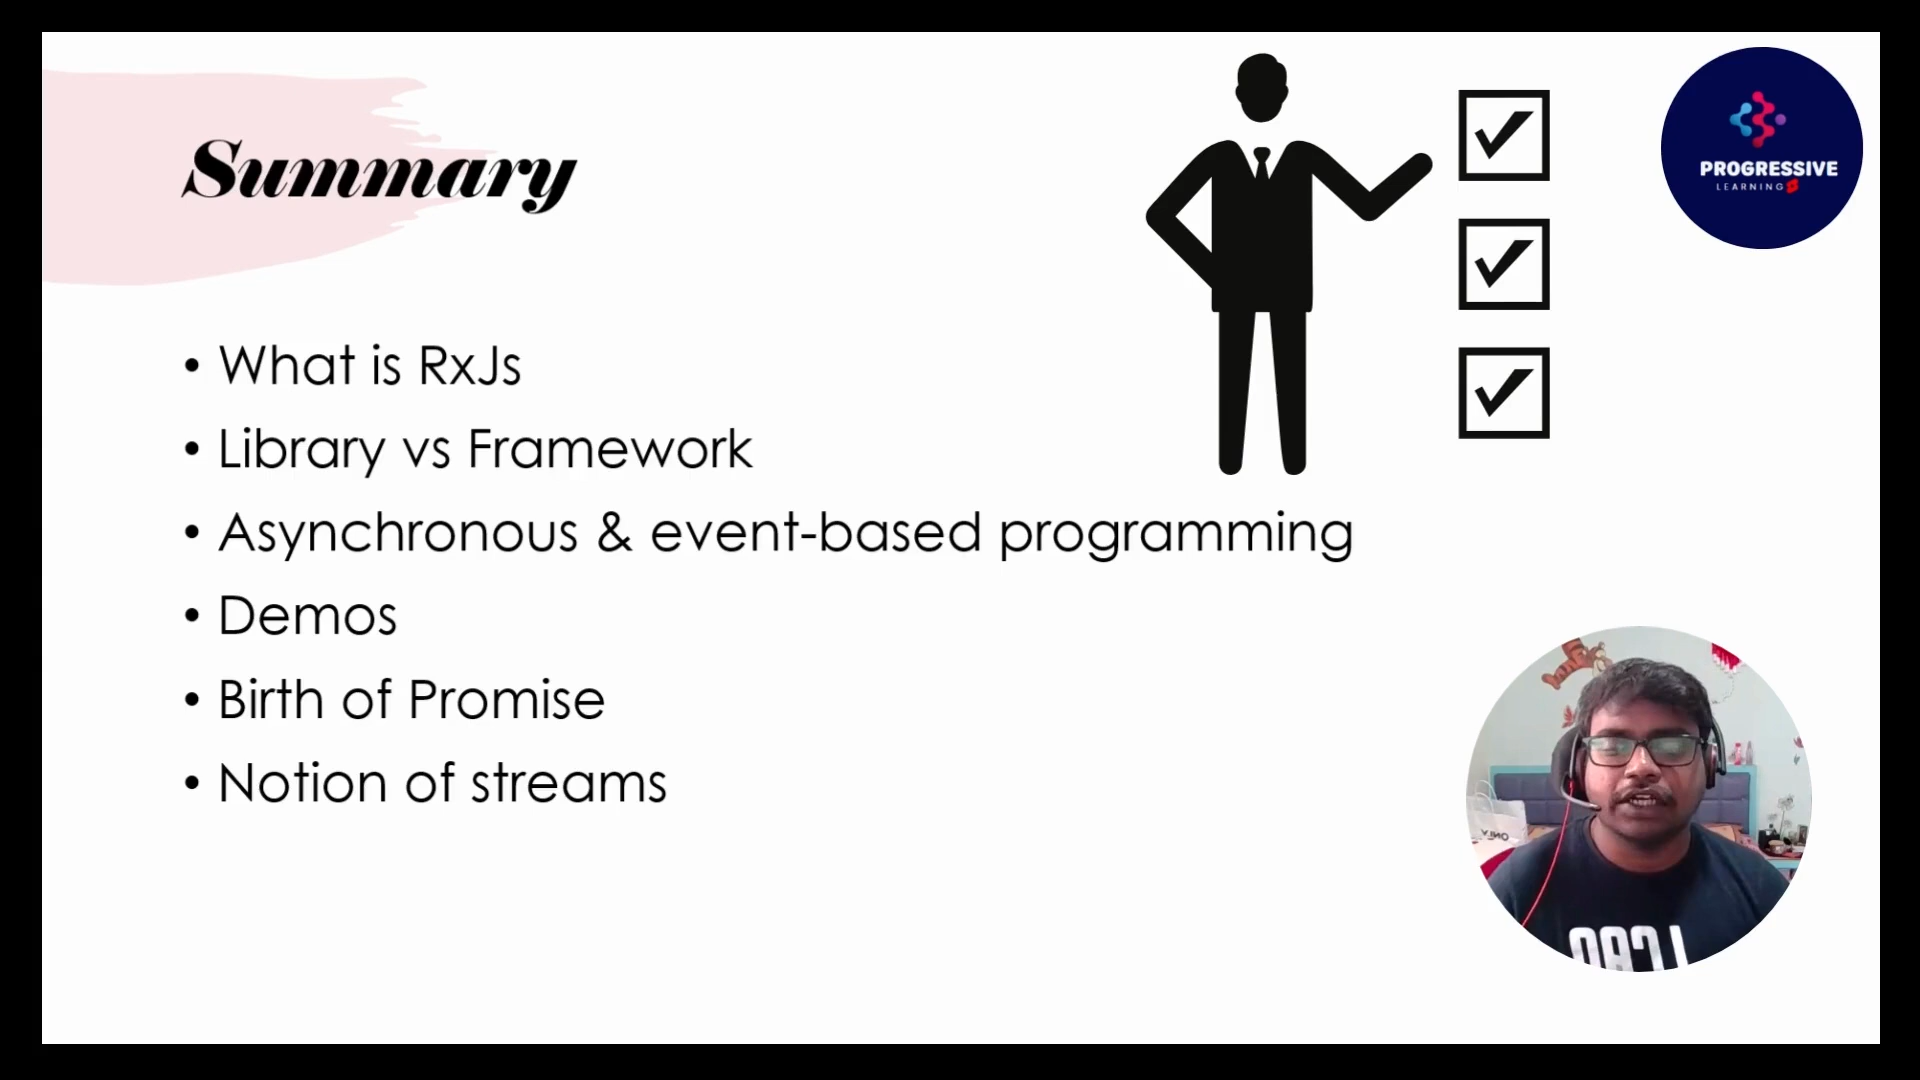 Summary
PROGRESSIVE
LEARNING
• What is RxJs
• Library vs Framework
• Asynchronous & event-based programming
• Demos
• Birth of Promise
• Notion of streams
ONLY